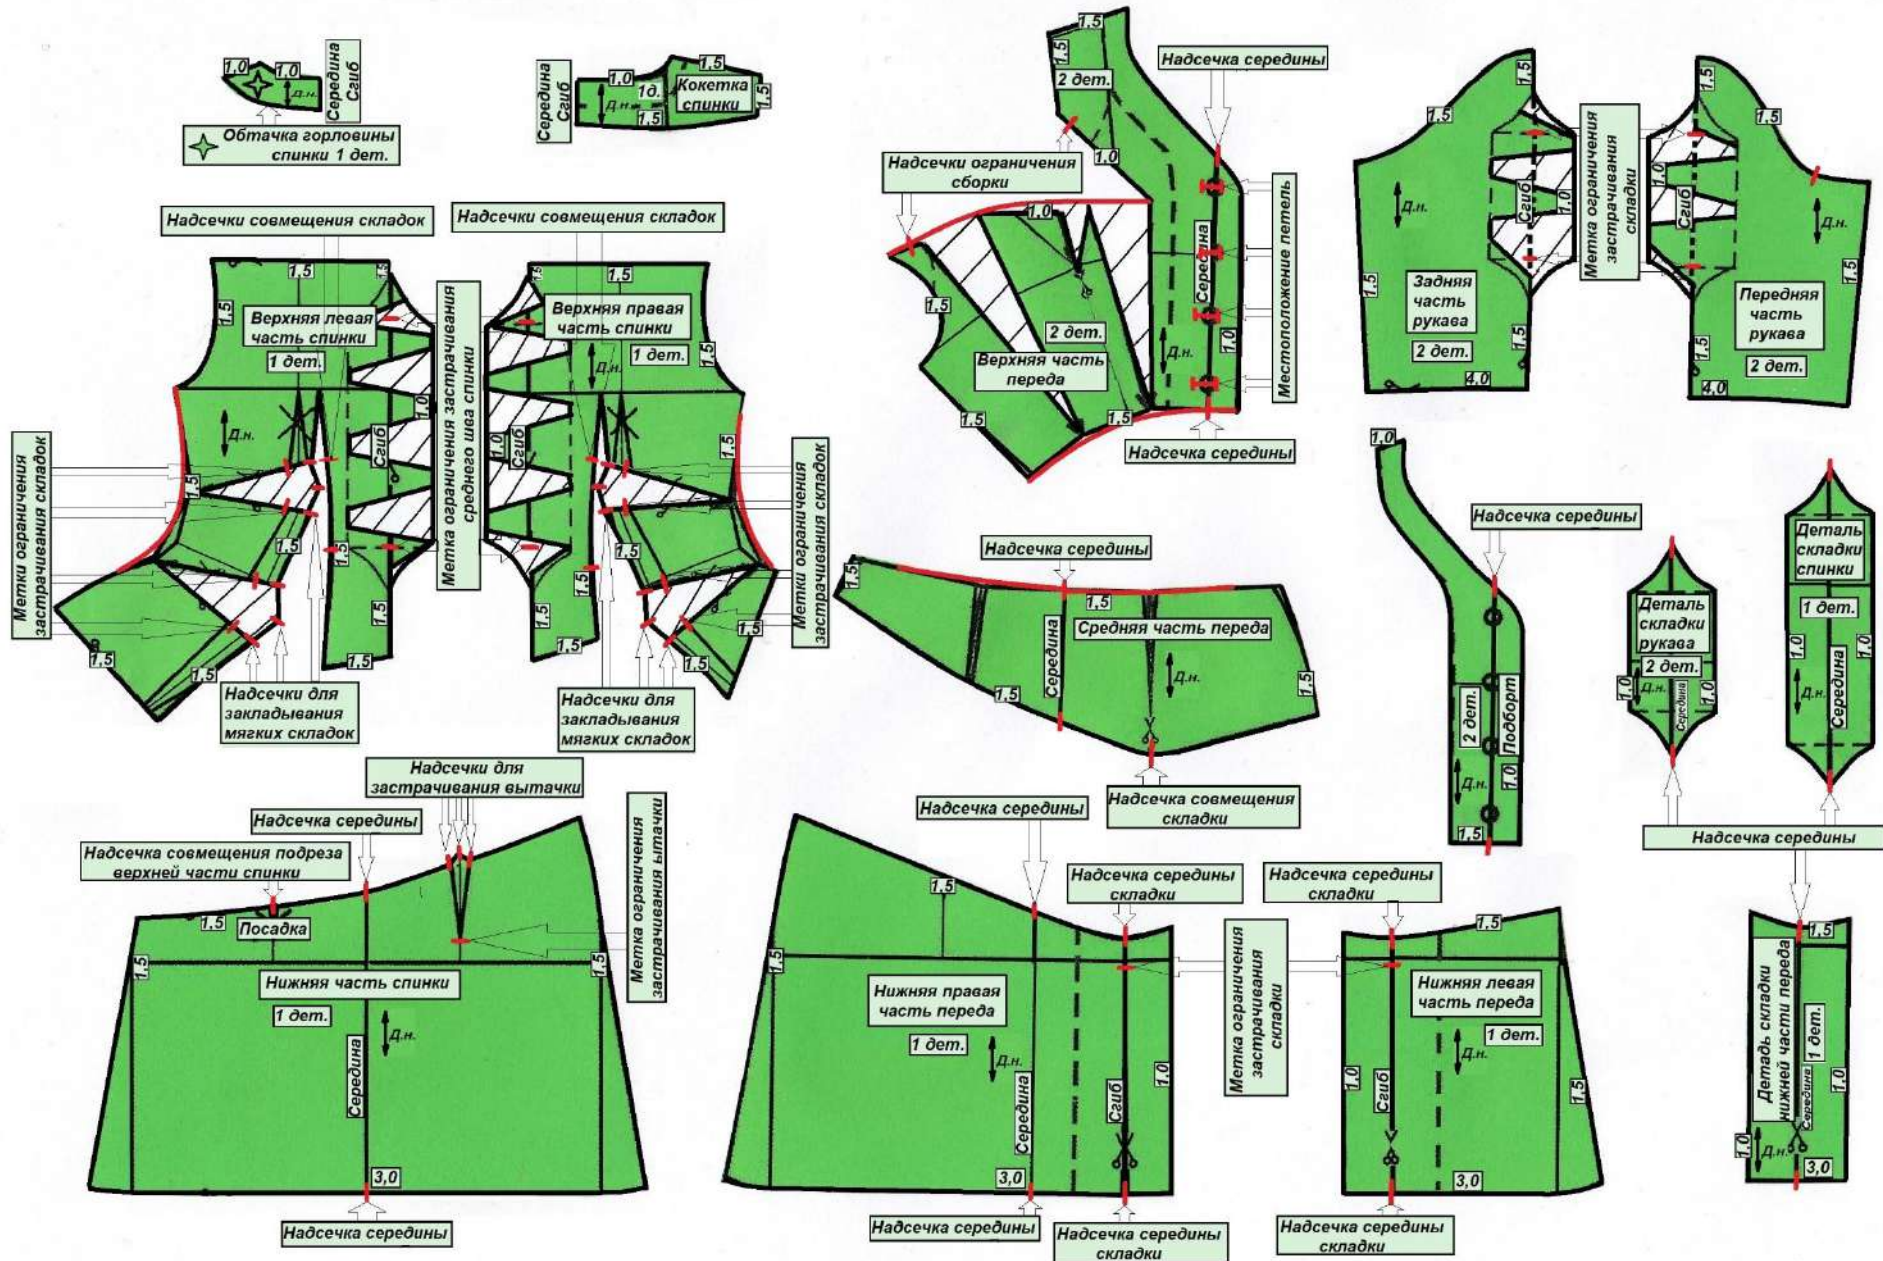 1,0
1,0
Д.н.
Середина
Сгиб
Обтачка горловины
спинки 1 дет.
Середина
Сгиб
1,0
1,5
1д.
Д.н.
Кокетка
спинки
1,5
1,5
Надсечки совмещения складок
Надсечки совмещения складок
1,5
1,5
1,5
Верхняя левая
часть спинки
1 дет.
Д.н.
1,0
Сгиб
1,5
1,5
1,5
1,5
1,5
1,5
Метки ограничения
застрачивания складок
Метка ограничения застрачивания
среднего шва спинки
1,5
1,5
Верхняя правая
часть спинки
1 дет.
Д.н.
1,5
1,0
Сгиб
1,5
1,5
1,5
1,5
1,5
1,5
1,5
Метки ограничения
застрачивания складок
Надсечки для
закладывания
мягких складок
Надсечки для
закладывания
мягких складок
1,5
1,5
2 дет.
1,0
Надсечка середины
Надсечки ограничения
сборки
1,0
1,5
2 дет.
Верхняя часть
переда
Д.н.
Середина
1,0
1,5
1,5
Местоположение петель
Надсечка середины
1,5
1,5
Д.н.
1,0
Сгиб
Задняя
часть
рукава
2 дет.
1,5
1,5
4,0
Метка ограничения
застрачивания
складки
1,5
1,5
1,0
Сгиб
Д.н.
Передняя
часть
рукава
2 дет.
1,5
1,5
4,0
Надсечка середины
1,5
1,5
Средняя часть переда
Середина
Д.н.
1,5
1,5
Надсечка совмещения
складки
1,0
Надсечка середины
2 дет.
Подборт
Д.н.
1,0
1,5
Деталь
складки
рукава
2 дет.
Д.н.
1,0
1,0
Середина
Деталь
складки
спинки
1 дет.
1,0
1,0
Д.н.
Середина
Надсечка середины
Надсечки для
застрачивания вытачки
Надсечка середины
Надсечка совмещения подреза
верхней части спинки
1,5
Посадка
1,5
1,5
Нижняя часть спинки
1 дет.
Д.н.
Середина
3,0
Надсечка середины
Метка ограничения
застрачивания ытачки
Надсечка середины
Надсечка середины
складки
1,5
1,5
Нижняя правая
часть переда
1 дет.
Д.н.
Середина
Сгиб
1,0
3,0
Надсечка середины
Надсечка середины
складки
Метка ограничения
застрачивания
складки
Надсечка середины
складки
1,5
Нижняя левая
часть переда
1 дет.
Д.н.
1,0
Сгиб
1,5
3,0
Надсечка середины
складки
1,5
Детадь складки
нижней части переда
1 дет.
Середина
1,0
1,0
Д.н.
3,0